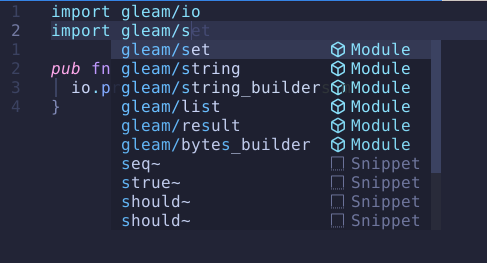 1 import gleam/io
2 import gleam/set
gleam/set Module
1 gleam/string Module
2 pub fn gleam/string_builder Module
3 io.p gleam/list Module
4 } gleam/result Module
gleam/bytes_builder Module
seq~ Snippet
strue~ Snippet
should~ Snippet
should~ Snippet